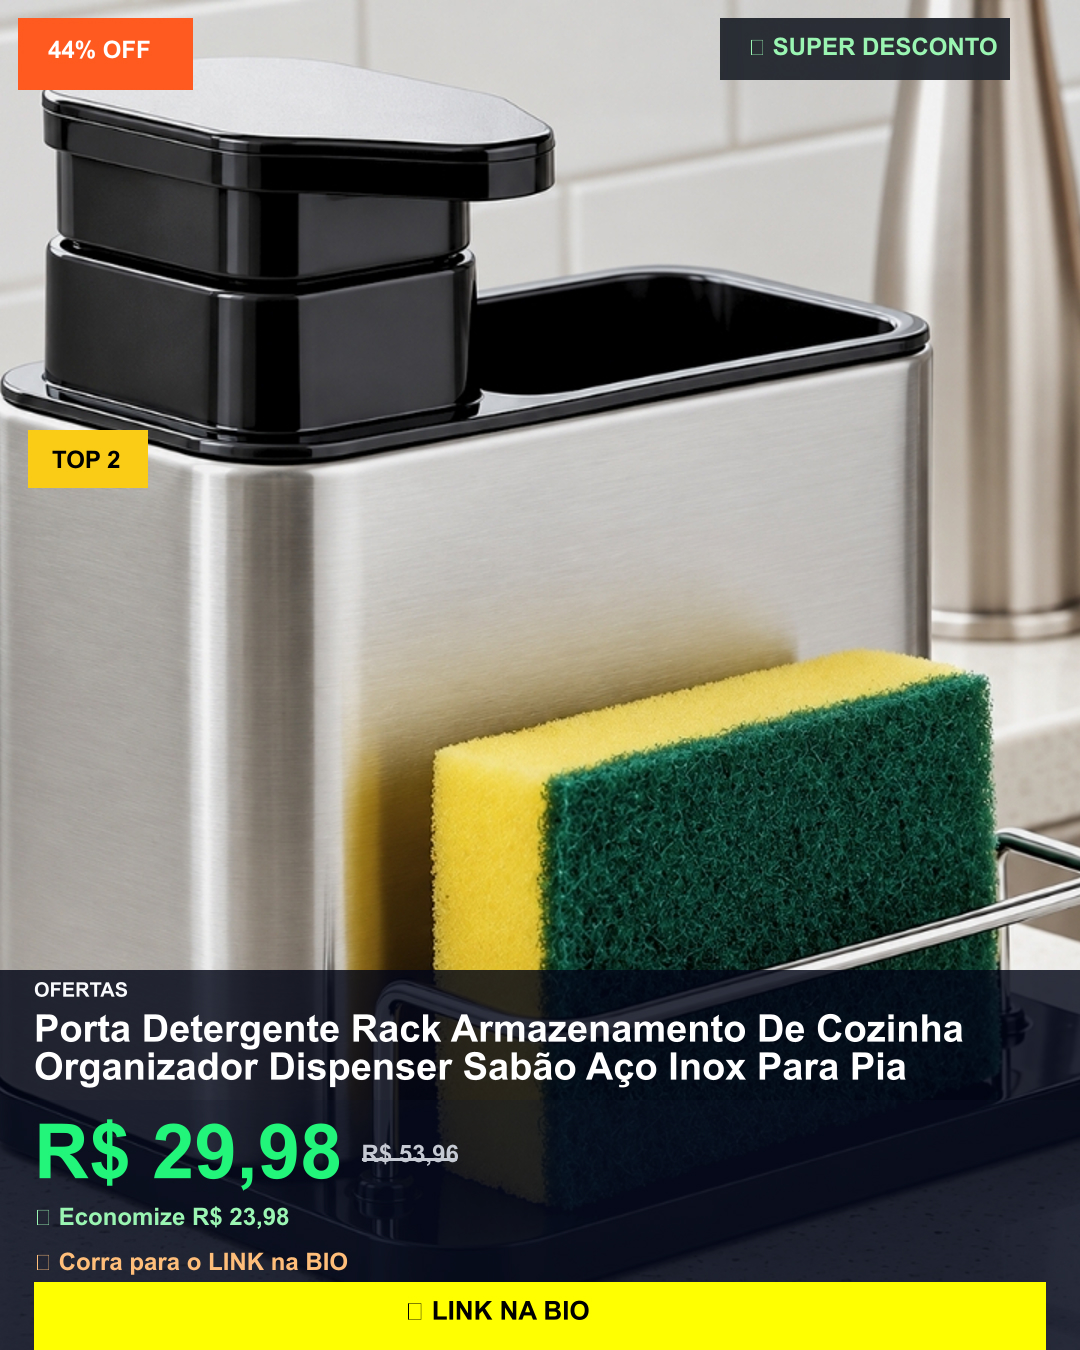 44% OFF
SUPER DESCONTO
TOP 2
OFERTAS
Porta Detergente Rack Armazenamento De Cozinha
Organizador Dispenser Sabão Aço Inox Para Pia
R$ 29,98 R$ 53,96
Economize R$ 23,98
Corra para o LINK na BIO
LINK NA BIO